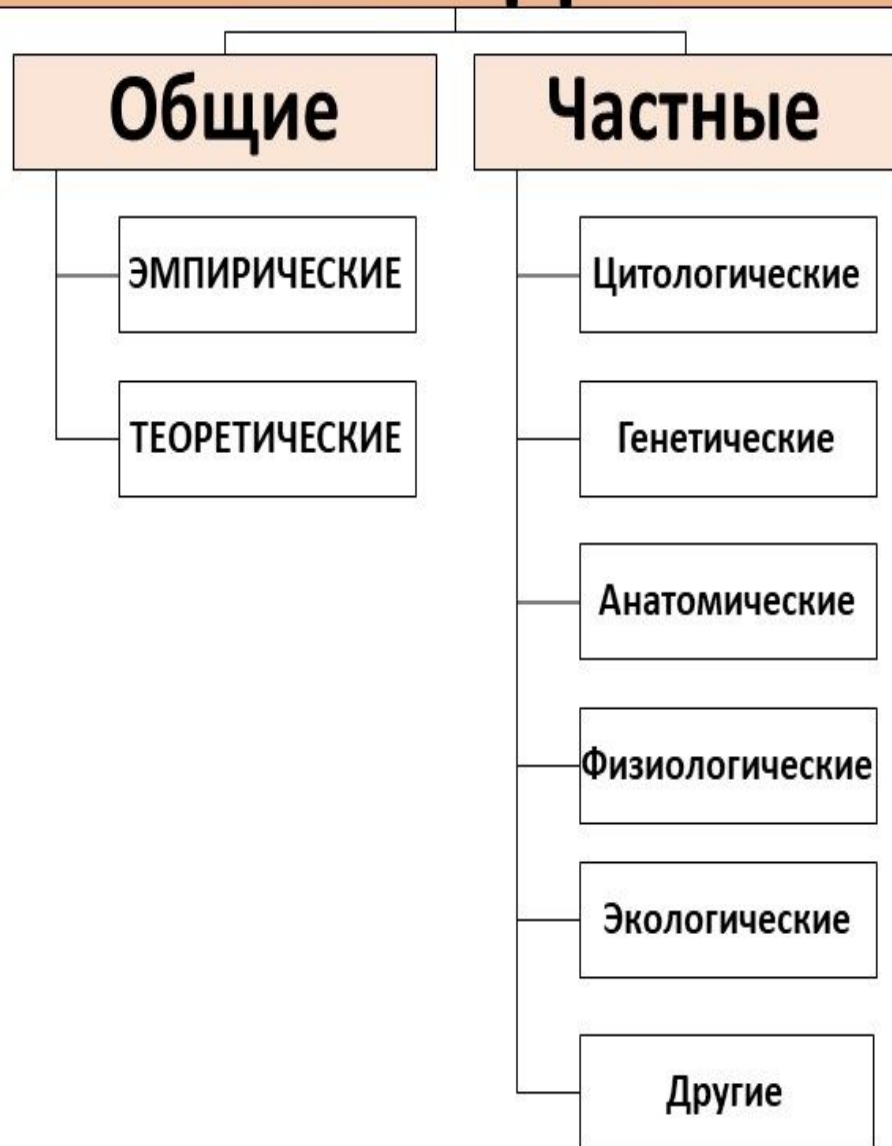 Общие
Частные
ЭМПИРИЧЕСКИЕ
ТЕОРЕТИЧЕСКИЕ
Цитологические
Генетические
Анатомические
Физиологические
Экологические
Другие